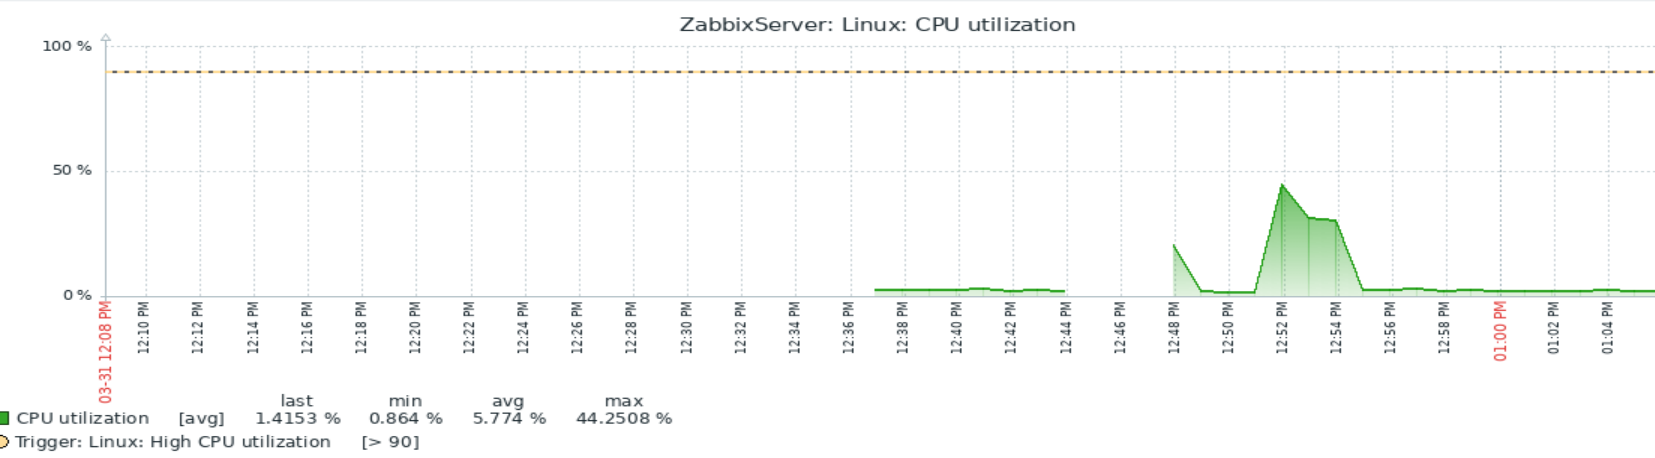 ZabbixServer: Linux: CPU utilization
100 %
50 %
0 %
03-31 12:08 PM
12:10 PM
12:12 PM
12:14 PM
12:16 PM
12:18 PM
12:20 PM
12:22 PM
12:24 PM
12:26 PM
12:28 PM
12:30 PM
12:32 PM
12:34 PM
12:36 PM
12:38 PM
12:40 PM
12:42 PM
12:44 PM
12:46 PM
12:48 PM
12:50 PM
12:52 PM
12:54 PM
12:56 PM
12:58 PM
01:00 PM
01:02 PM
01:04 PM
last min avg max
CPU utilization [avg] 1.4153 % 0.864 % 5.774 % 44.2508 %
Trigger: Linux: High CPU utilization [> 90]